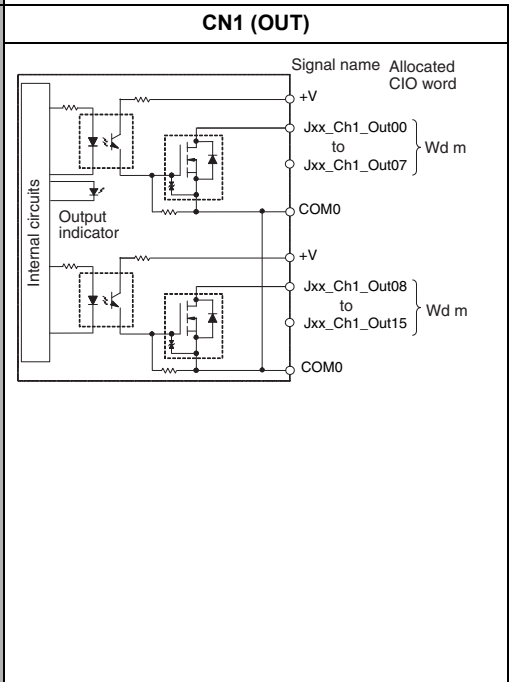 CN1 (OUT)
Signal name Allocated
CIO word
+V
Jxx_Ch1_Out00
to
Wd m
Jxx_Ch1_Out07
Internal circuits
Output
indicator
COM0
+V
Jxx_Ch1_Out08
to
Wd m
Jxx_Ch1_Out15
COM0